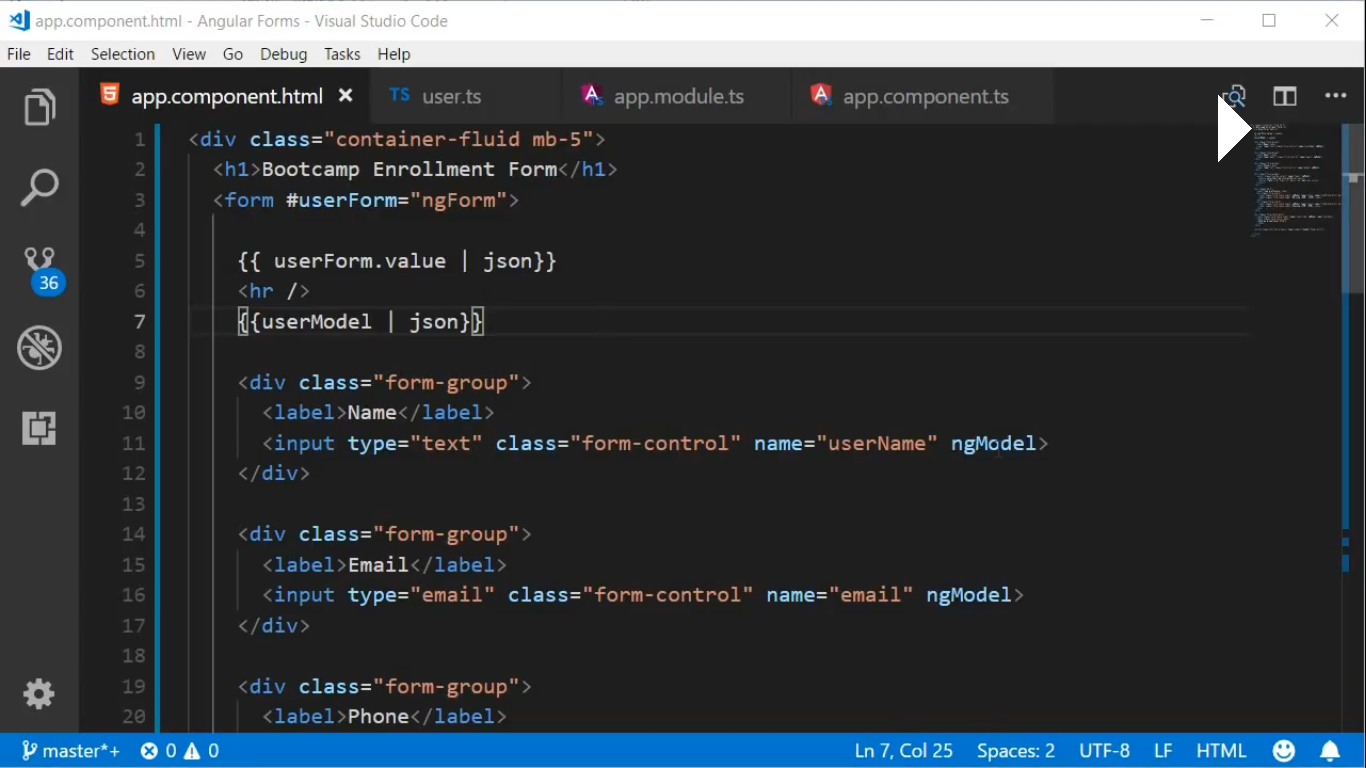 app.component.html - Angular Forms - Visual Studio Code
File Edit Selection View Go Debug Tasks Help
app.component.html TS user.ts app.module.ts app.component.ts
1 <div class="container-fluid mb-5">
2 <h1>Bootcamp Enrollment Form</h1>
3 <form #userForm="ngForm">
4
5 {{ userForm.value | json}}
6 <hr />
7 {{userModel | json}}
8
9 <div class="form-group">
10 <label>Name</label>
11 <input type="text" class="form-control" name="userName" ngModel>
12 </div>
13
14 <div class="form-group">
15 <label>Email</label>
16 <input type="email" class="form-control" name="email" ngModel>
17 </div>
18
19 <div class="form-group">
20 <label>Phone</label>
36
master*+ 0 0 Ln 7, Col 25 Spaces: 2 UTF-8 LF HTML